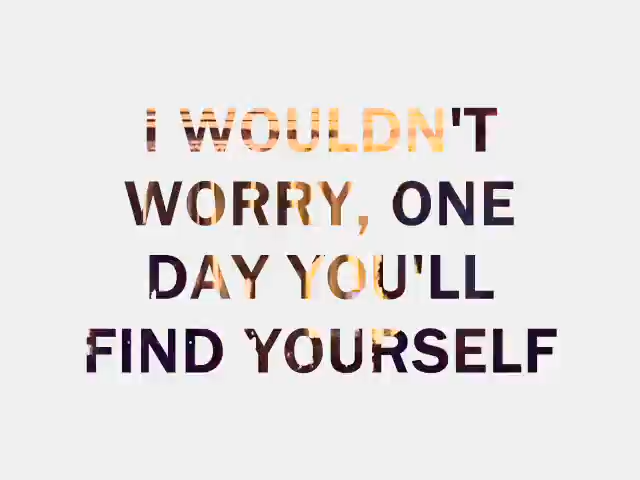 I WOULDN'T
WORRY, ONE
DAY YOU'LL
FIND YOURSELF